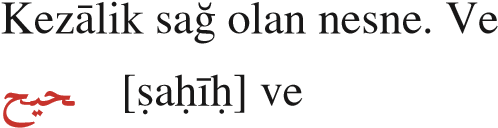 Kezālik sağ olan nesne. Ve
حيح [ṣaḥīḥ] ve